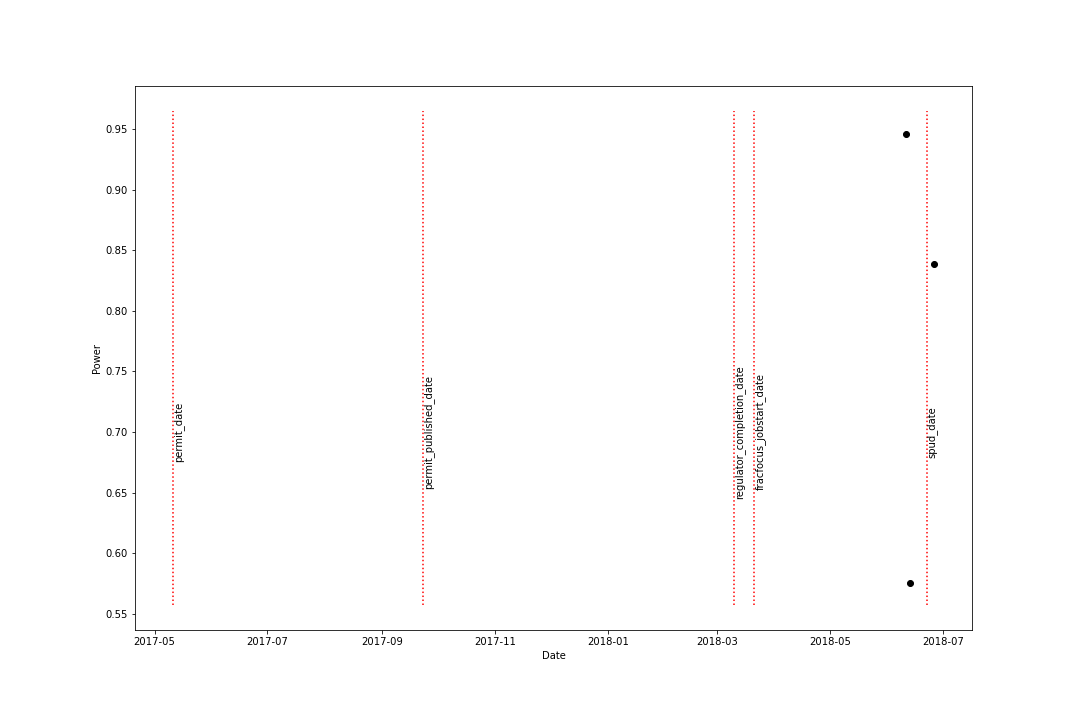 0.95
0.90
0.85
0.80
0.75
0.70
0.65
0.60
0.55
Power
permit_date
permit_published_date
regulator_completion_date
fracfocus_jobstart_date
spud_date
2017-05
2017-07
2017-09
2017-11
2018-01
2018-03
2018-05
2018-07
Date